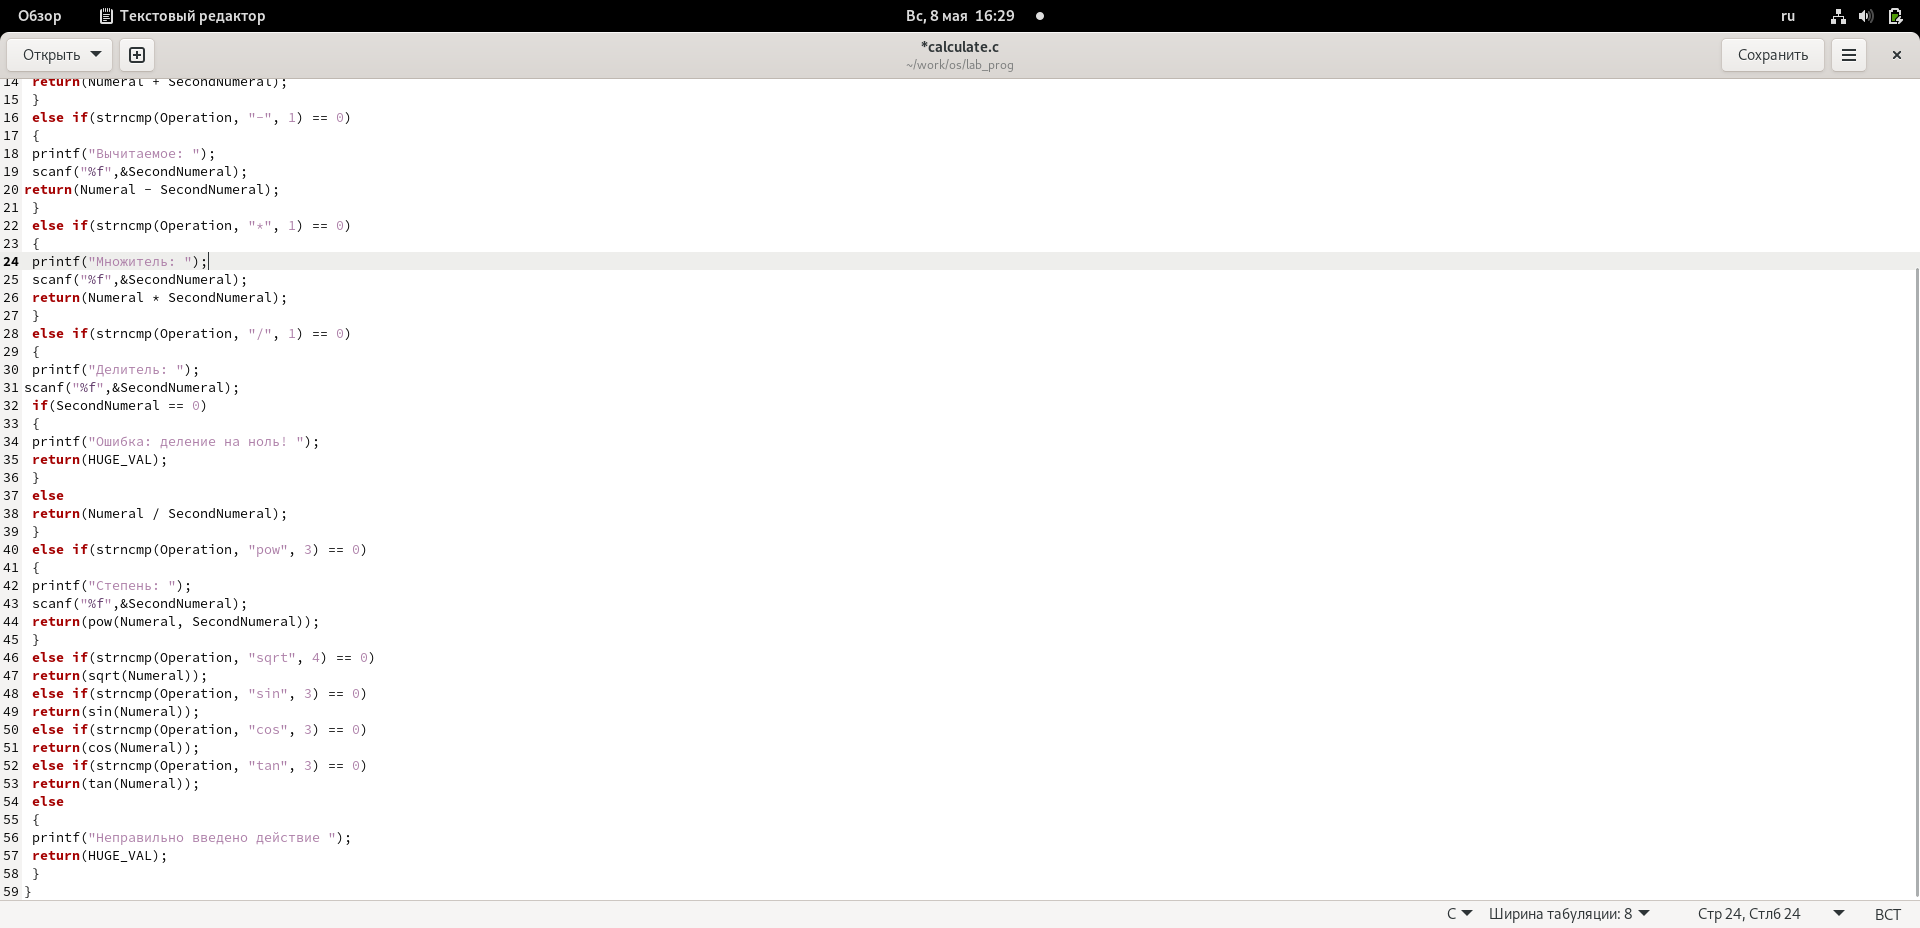 Обзор Текстовый редактор Вс, 8 мая 16:29 ru
Открыть *calculate.c Сохранить
~/work/os/lab_prog
14 return(Numeral + SecondNumeral);
15 }
16 else if(strncmp(Operation, "-", 1) == 0)
17 {
18 printf("Вычитаемое: ");
19 scanf("%f",&SecondNumeral);
20 return(Numeral - SecondNumeral);
21 }
22 else if(strncmp(Operation, "*", 1) == 0)
23 {
24 printf("Множитель: ");
25 scanf("%f",&SecondNumeral);
26 return(Numeral * SecondNumeral);
27 }
28 else if(strncmp(Operation, "/", 1) == 0)
29 {
30 printf("Делитель: ");
31 scanf("%f",&SecondNumeral);
32 if(SecondNumeral == 0)
33 {
34 printf("Ошибка: деление на ноль! ");
35 return(HUGE_VAL);
36 }
37 else
38 return(Numeral / SecondNumeral);
39 }
40 else if(strncmp(Operation, "pow", 3) == 0)
41 {
42 printf("Степень: ");
43 scanf("%f",&SecondNumeral);
44 return(pow(Numeral, SecondNumeral));
45 }
46 else if(strncmp(Operation, "sqrt", 4) == 0)
47 return(sqrt(Numeral));
48 else if(strncmp(Operation, "sin", 3) == 0)
49 return(sin(Numeral));
50 else if(strncmp(Operation, "cos", 3) == 0)
51 return(cos(Numeral));
52 else if(strncmp(Operation, "tan", 3) == 0)
53 return(tan(Numeral));
54 else
55 {
56 printf("Неправильно введено действие ");
57 return(HUGE_VAL);
58 }
59 }
C Ширина табуляции: 8 Стр 24, Стлб 24 ВСТ